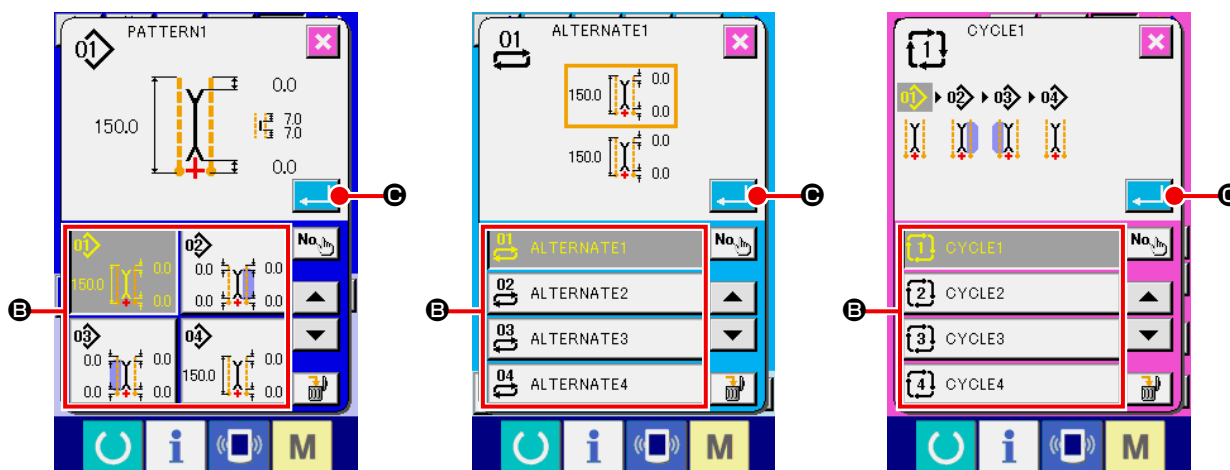 01 PATTERN1
0.0
150.0
7.0
7.0
0.0
C
01
150.0
0.0
0.0
02
0.0
0.0
0.0
0.0
No.
B
03
0.0
0.0
0.0
0.0
04
150.0
0.0
0.0
i
M
01 ALTERNATE1
150.0
0.0
0.0
150.0
0.0
0.0
C
01 ALTERNATE1
No.
02 ALTERNATE2
B
03 ALTERNATE3
04 ALTERNATE4
i
M
1 CYCLE1
01 02 03 04
C
1 CYCLE1
No.
2 CYCLE2
B
3 CYCLE3
4 CYCLE4
i
M